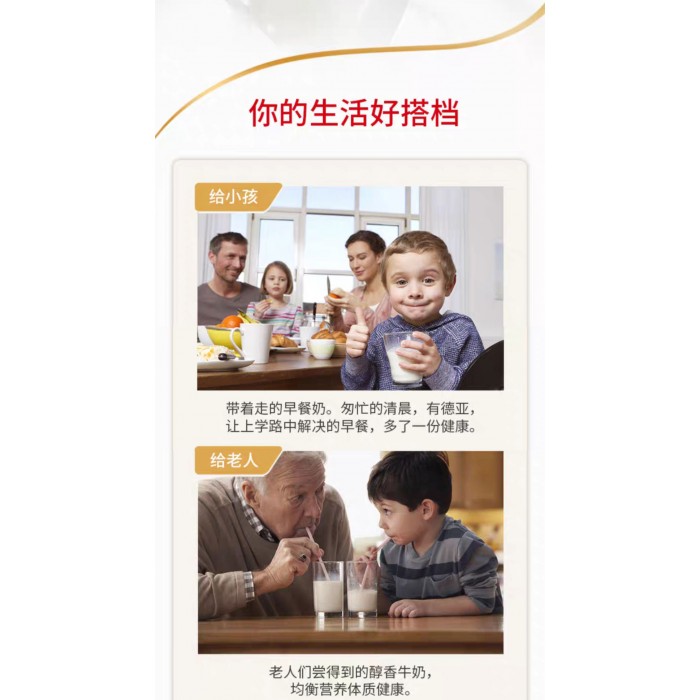 你的生活好搭档
给小孩
带着走的早餐奶。匆忙的清晨，有德亚，
让上学路中解决的早餐，多了一份健康。
给老人
老人们尝得到的醇香牛奶，
均衡营养体质健康。